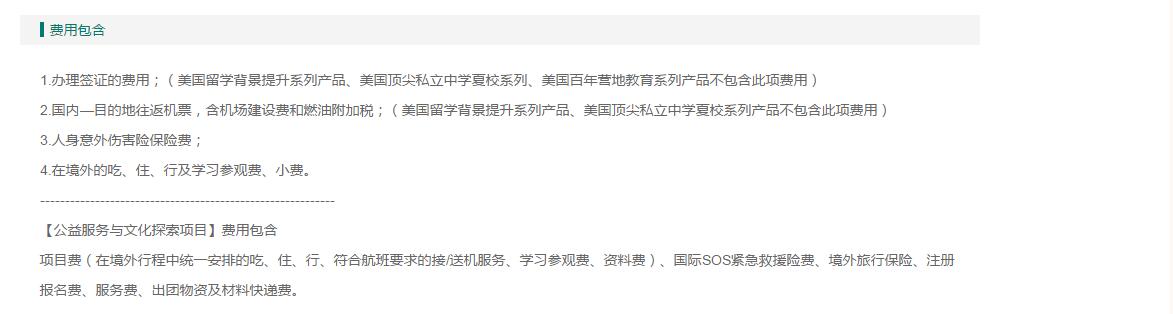 费用包含
1.办理签证的费用；（美国留学背景提升系列产品、美国顶尖私立中学夏校系列、美国百年营地教育系列产品不包含此项费用）
2.国内—目的地往返机票，含机场建设费和燃油附加税；（美国留学背景提升系列产品、美国顶尖私立中学夏校系列产品不包含此项费用）
3.人身意外伤害险保险费；
4.在境外的吃、住、行及学习参观费、小费。
-----------------------------------------------------------
【公益服务与文化探索项目】费用包含
项目费（在境外行程中统一安排的吃、住、行、符合航班要求的接/送机服务、学习参观费、资料费）、国际SOS紧急救援险费、境外旅行保险、注册
报名费、服务费、出团物资及材料快递费。